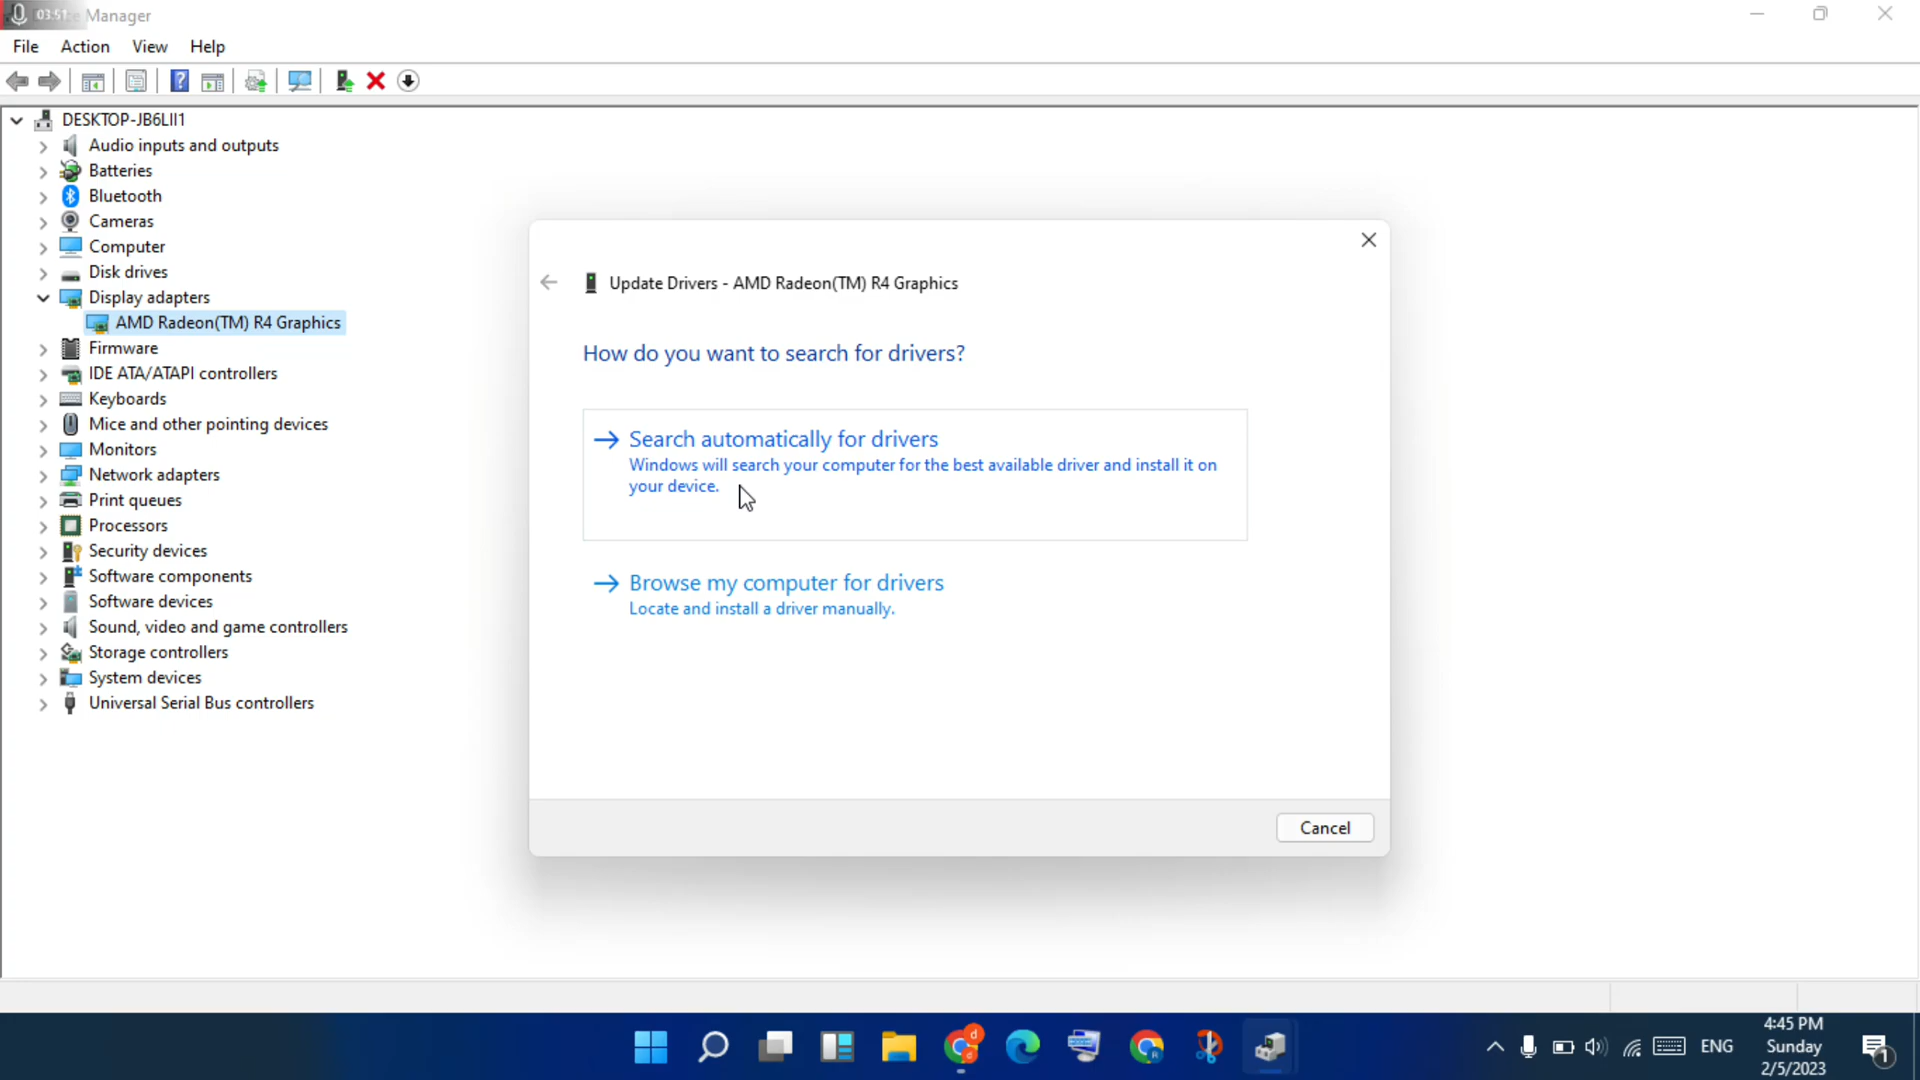 03:51
Manager
File Action View Help
DESKTOP-JB6LII1
Audio inputs and outputs
Batteries
Bluetooth
Cameras
Computer
Disk drives
Display adapters
AMD Radeon(TM) R4 Graphics
Firmware
IDE ATA/ATAPI controllers
Keyboards
Mice and other pointing devices
Monitors
Network adapters
Print queues
Processors
Security devices
Software components
Software devices
Sound, video and game controllers
Storage controllers
System devices
Universal Serial Bus controllers
Update Drivers - AMD Radeon(TM) R4 Graphics
How do you want to search for drivers?
Search automatically for drivers
Windows will search your computer for the best available driver and install it on
your device.
Browse my computer for drivers
Locate and install a driver manually.
Cancel
ENG
4:45 PM
Sunday
2/5/2023
1